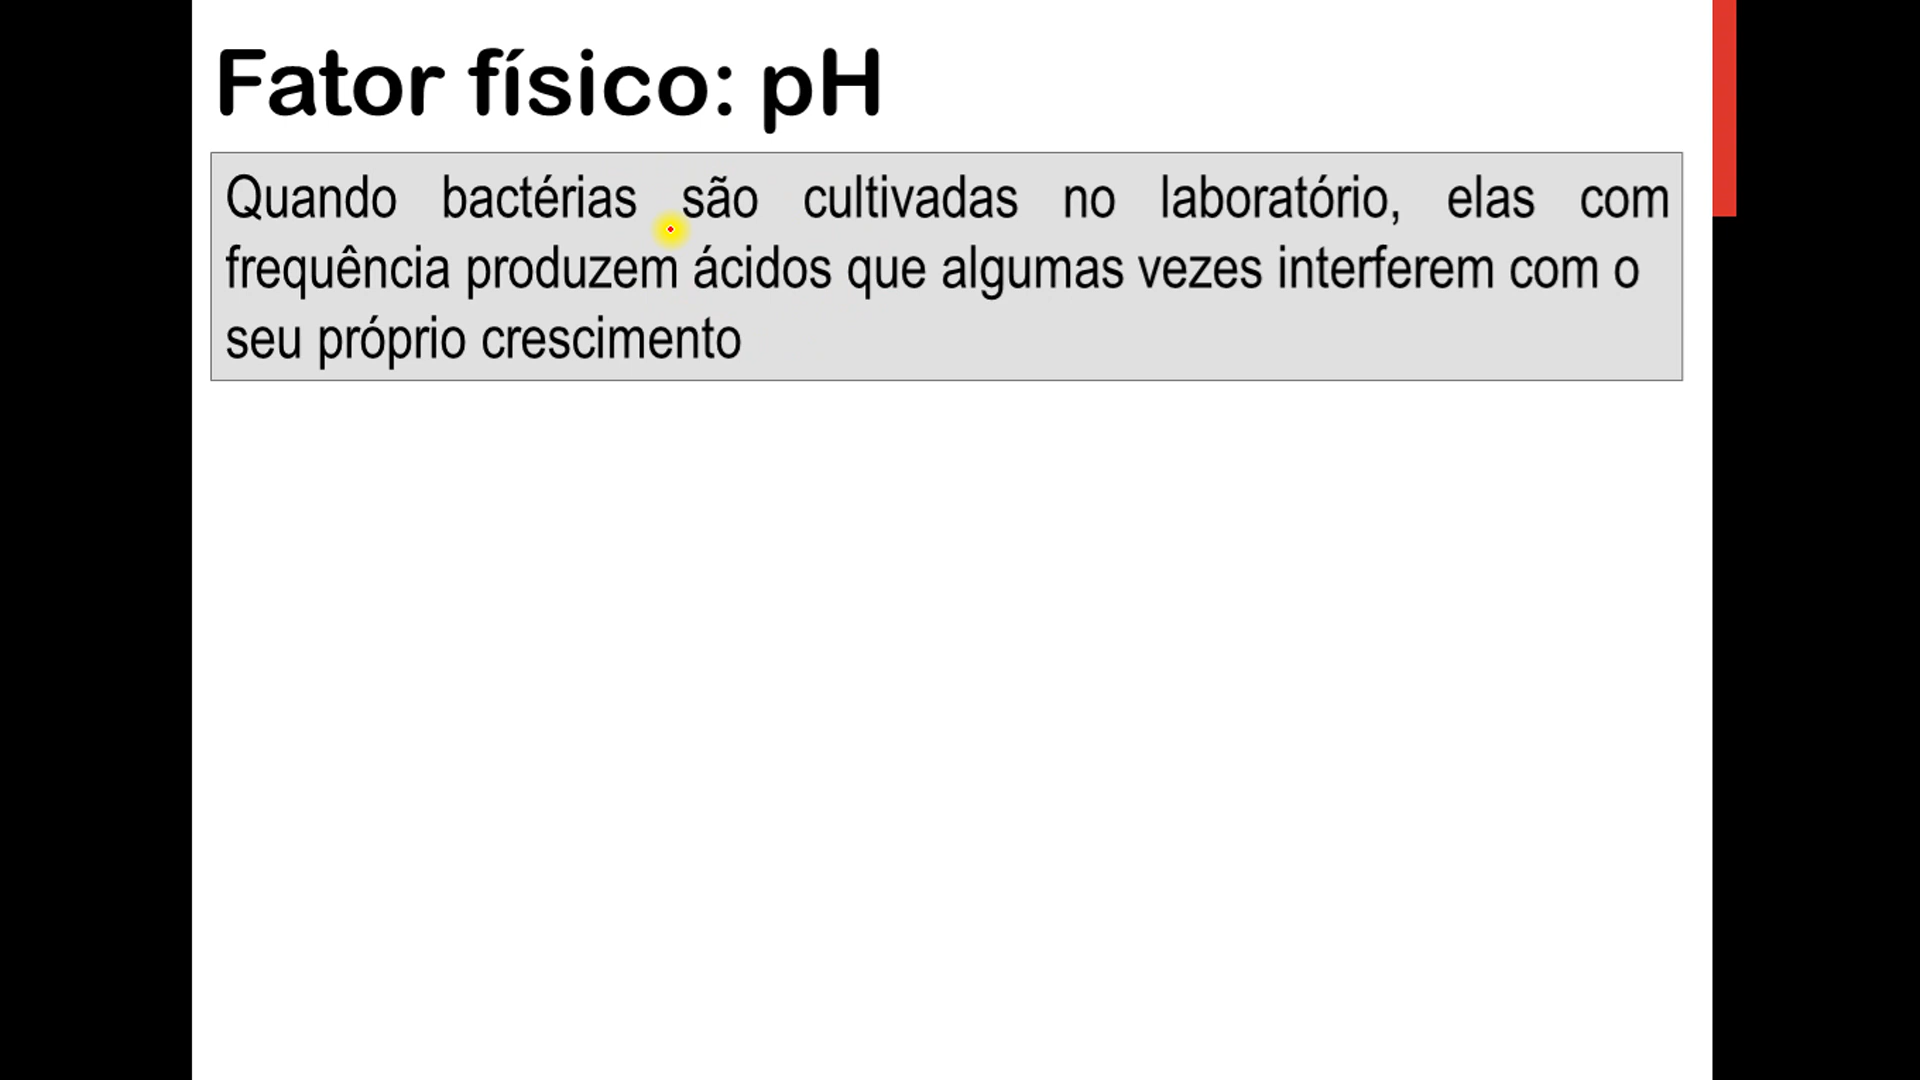 Fator físico: pH
Quando bactérias são cultivadas no laboratório, elas com
frequência produzem ácidos que algumas vezes interferem com o
seu próprio crescimento